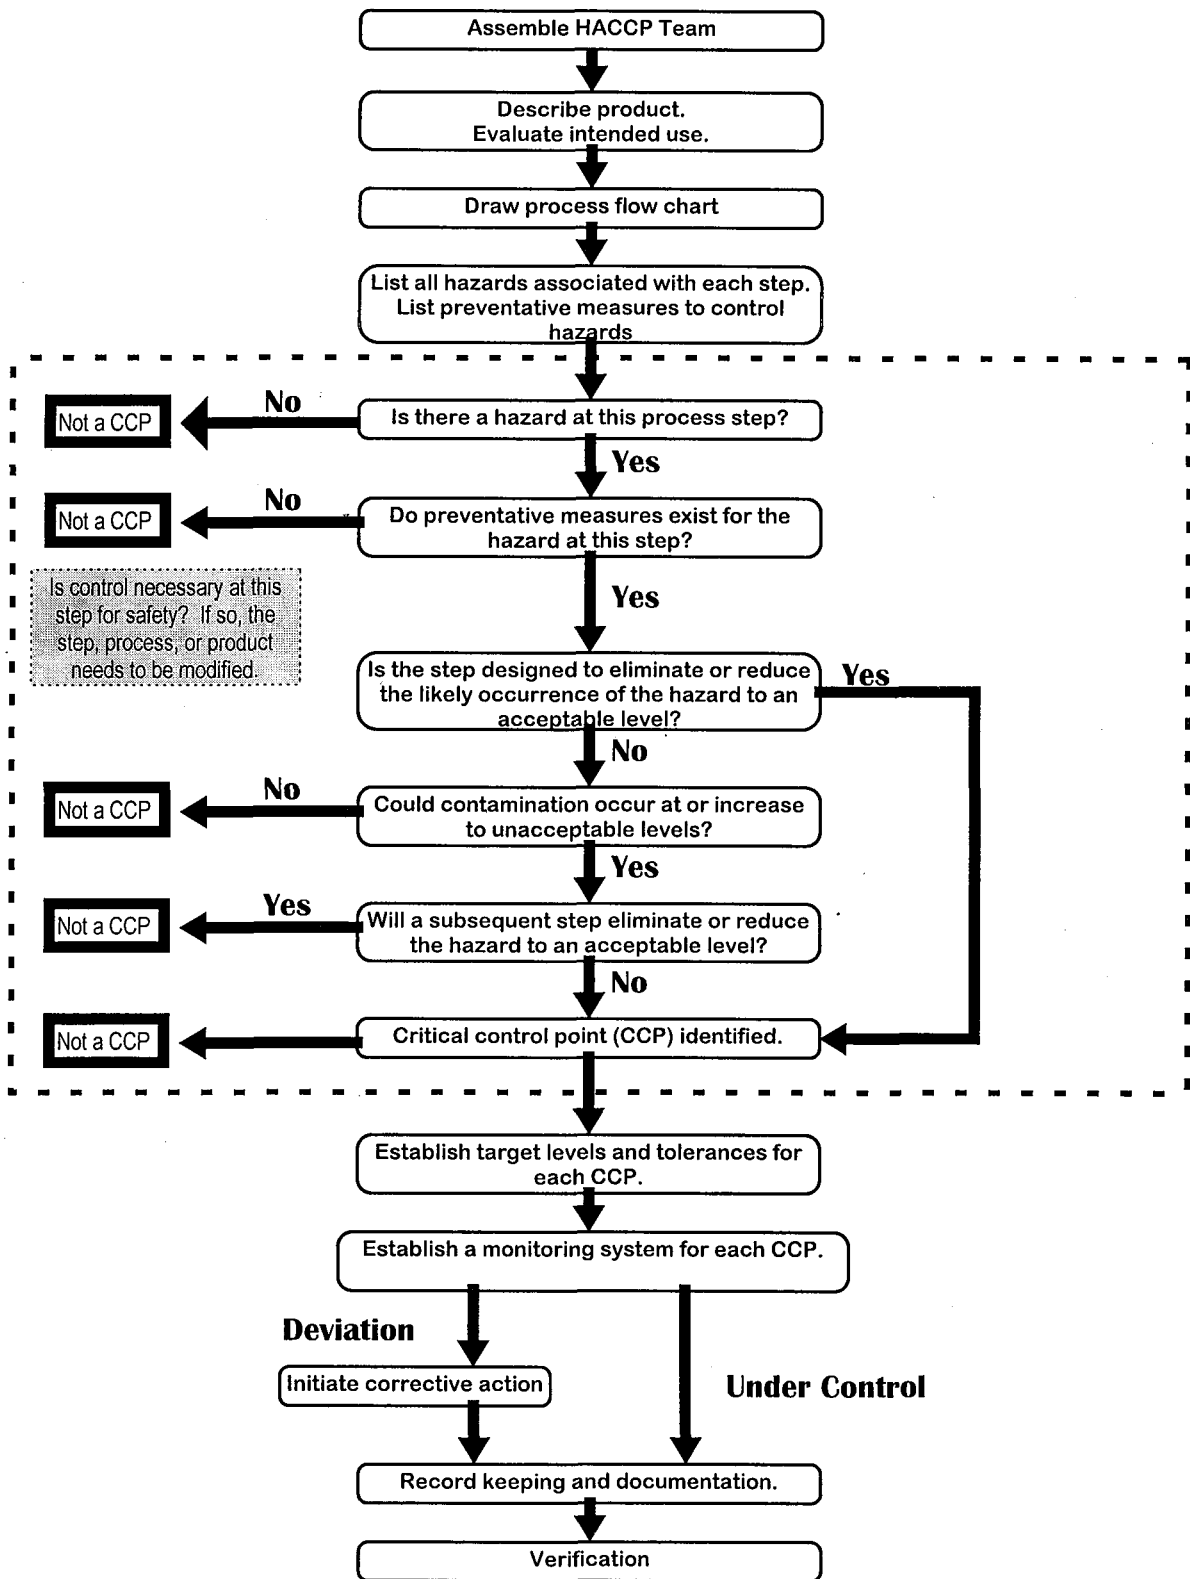 Assemble HACCP Team
Describe product.
Evaluate intended use.
Draw process flow chart
List all hazards associated with each step.
List preventative measures to control
hazards
Not a CCP
No
Is there a hazard at this process step?
Yes
Not a CCP
No
Do preventative measures exist for the
hazard at this step?
Is control necessary at this
step for safety? If so, the
step, process, or product
needs to be modified.
Yes
Is the step designed to eliminate or reduce
the likely occurrence of the hazard to an
acceptable level?
Yes
No
Not a CCP
No
Could contamination occur at or increase
to unacceptable levels?
Yes
Not a CCP
Yes
Will a subsequent step eliminate or reduce
the hazard to an acceptable level?
No
Not a CCP
Critical control point (CCP) identified.
Establish target levels and tolerances for
each CCP.
Establish a monitoring system for each CCP.
Deviation
Initiate corrective action
Under Control
Record keeping and documentation.
Verification